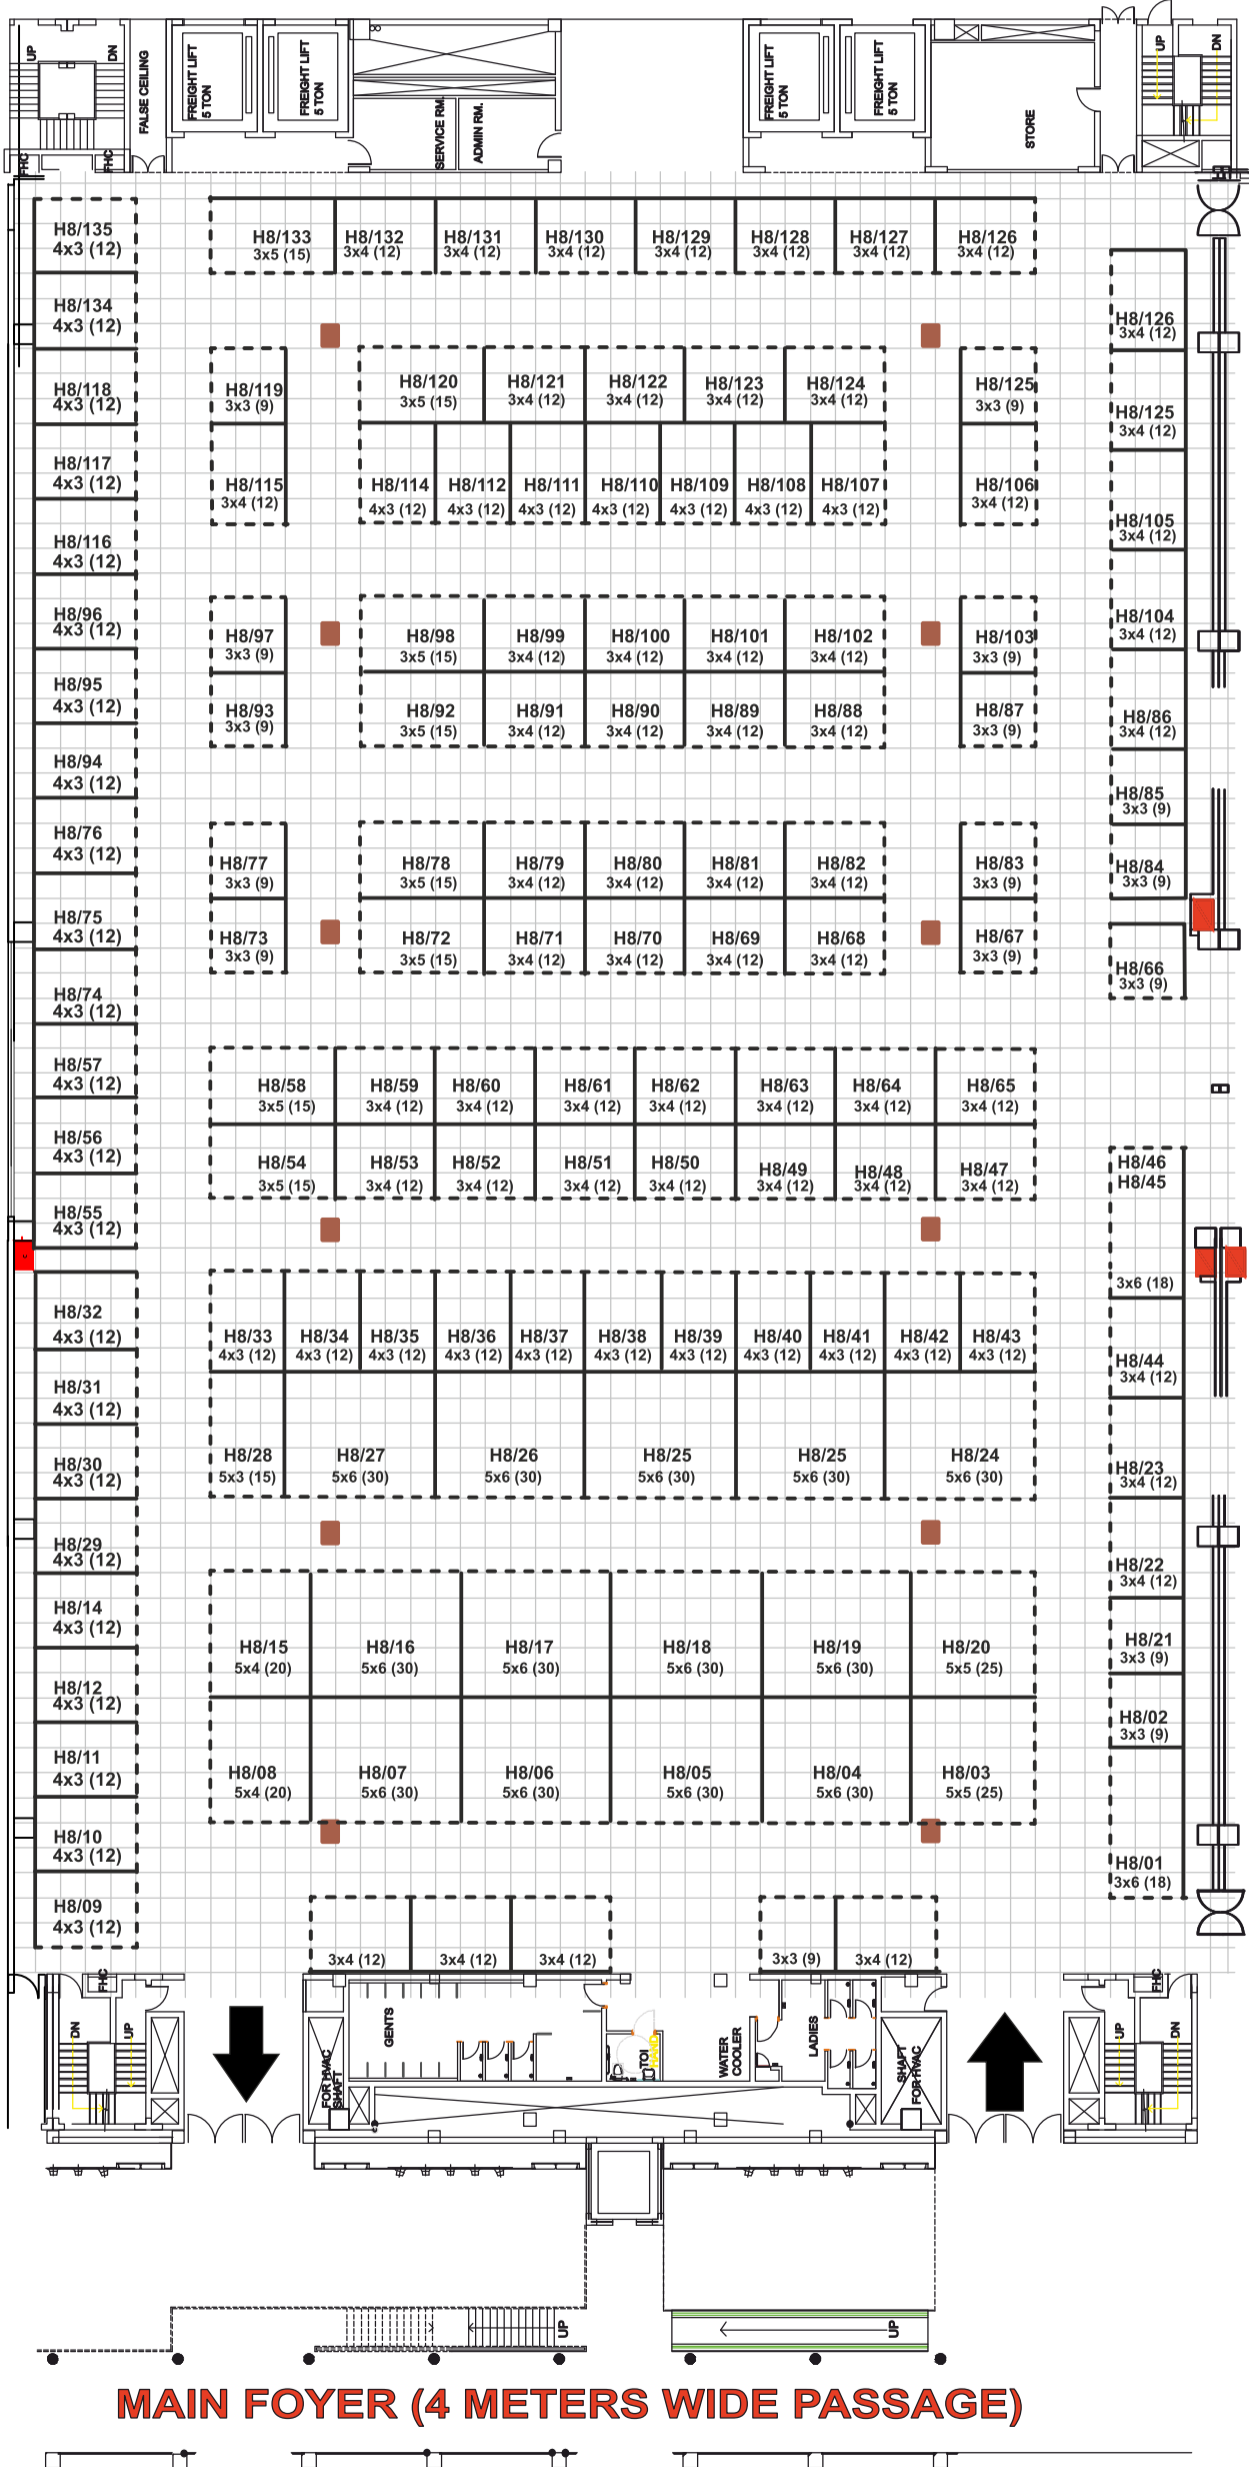 UP
DN
FALSE CEILING
FREIGHT LIFT
5 TON
FREIGHT LIFT
5 TON
SERVICE RM.
ADMIN RM.
FREIGHT LIFT
5 TON
FREIGHT LIFT
5 TON
STORE
UP
DN
FHC
FHC
H8/135
4x3 (12)
H8/133
3x5 (15)
H8/132
3x4 (12)
H8/131
3x4 (12)
H8/130
3x4 (12)
H8/129
3x4 (12)
H8/128
3x4 (12)
H8/127
3x4 (12)
H8/126
3x4 (12)
H8/134
4x3 (12)
H8/126
3x4 (12)
H8/118
4x3 (12)
H8/119
3x3 (9)
H8/120
3x5 (15)
H8/121
3x4 (12)
H8/122
3x4 (12)
H8/123
3x4 (12)
H8/124
3x4 (12)
H8/125
3x3 (9)
H8/125
3x4 (12)
H8/117
4x3 (12)
H8/115
3x4 (12)
H8/114
4x3 (12)
H8/112
4x3 (12)
H8/111
4x3 (12)
H8/110
4x3 (12)
H8/109
4x3 (12)
H8/108
4x3 (12)
H8/107
4x3 (12)
H8/106
3x4 (12)
H8/105
3x4 (12)
H8/116
4x3 (12)
H8/96
4x3 (12)
H8/97
3x3 (9)
H8/98
3x5 (15)
H8/99
3x4 (12)
H8/100
3x4 (12)
H8/101
3x4 (12)
H8/102
3x4 (12)
H8/103
3x3 (9)
H8/104
3x4 (12)
H8/95
4x3 (12)
H8/93
3x3 (9)
H8/92
3x5 (15)
H8/91
3x4 (12)
H8/90
3x4 (12)
H8/89
3x4 (12)
H8/88
3x4 (12)
H8/87
3x3 (9)
H8/86
3x4 (12)
H8/94
4x3 (12)
H8/85
3x3 (9)
H8/76
4x3 (12)
H8/77
3x3 (9)
H8/78
3x5 (15)
H8/79
3x4 (12)
H8/80
3x4 (12)
H8/81
3x4 (12)
H8/82
3x4 (12)
H8/83
3x3 (9)
H8/84
3x3 (9)
H8/75
4x3 (12)
H8/73
3x3 (9)
H8/72
3x5 (15)
H8/71
3x4 (12)
H8/70
3x4 (12)
H8/69
3x4 (12)
H8/68
3x4 (12)
H8/67
3x3 (9)
H8/66
3x3 (9)
H8/74
4x3 (12)
H8/57
4x3 (12)
H8/58
3x5 (15)
H8/59
3x4 (12)
H8/60
3x4 (12)
H8/61
3x4 (12)
H8/62
3x4 (12)
H8/63
3x4 (12)
H8/64
3x4 (12)
H8/65
3x4 (12)
H8/56
4x3 (12)
H8/54
3x5 (15)
H8/53
3x4 (12)
H8/52
3x4 (12)
H8/51
3x4 (12)
H8/50
3x4 (12)
H8/49
3x4 (12)
H8/48
3x4 (12)
H8/47
3x4 (12)
H8/46
H8/45
3x6 (18)
H8/55
4x3 (12)
H8/32
4x3 (12)
H8/33
4x3 (12)
H8/34
4x3 (12)
H8/35
4x3 (12)
H8/36
4x3 (12)
H8/37
4x3 (12)
H8/38
4x3 (12)
H8/39
4x3 (12)
H8/40
4x3 (12)
H8/41
4x3 (12)
H8/42
4x3 (12)
H8/43
4x3 (12)
H8/44
3x4 (12)
H8/31
4x3 (12)
H8/30
4x3 (12)
H8/28
5x3 (15)
H8/27
5x6 (30)
H8/26
5x6 (30)
H8/25
5x6 (30)
H8/25
5x6 (30)
H8/24
5x6 (30)
H8/23
3x4 (12)
H8/29
4x3 (12)
H8/22
3x4 (12)
H8/14
4x3 (12)
H8/15
5x4 (20)
H8/16
5x6 (30)
H8/17
5x6 (30)
H8/18
5x6 (30)
H8/19
5x6 (30)
H8/20
5x5 (25)
H8/21
3x3 (9)
H8/12
4x3 (12)
H8/02
3x3 (9)
H8/11
4x3 (12)
H8/08
5x4 (20)
H8/07
5x6 (30)
H8/06
5x6 (30)
H8/05
5x6 (30)
H8/04
5x6 (30)
H8/03
5x5 (25)
H8/10
4x3 (12)
H8/01
3x6 (18)
H8/09
4x3 (12)
3x4 (12)
3x4 (12)
3x4 (12)
3x3 (9)
3x4 (12)
FHC
DN
UP
FOR HVAC
SHAFT
GENTS
TOI
HAND
WATER
COOLER
LADIES
SHAFT
FOR HVAC
FHC
UP
DN
UP
UP
MAIN FOYER (4 METERS WIDE PASSAGE)